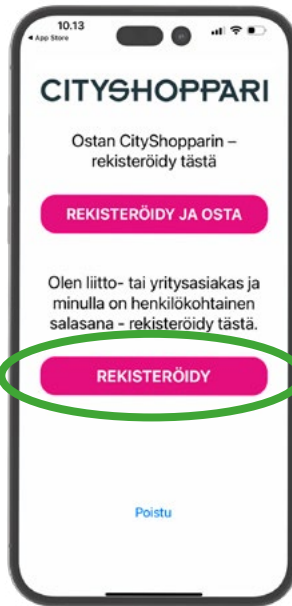 10.13
App Store
CITYSHOPPARI
Ostan CityShopparin –
rekisteröidy tästä
REKISTERÖIDY JA OSTA
Olen liitto- tai yritysasiakas ja
minulla on henkilökohtainen
salasana - rekisteröidy tästä.
REKISTERÖIDY
Poistu